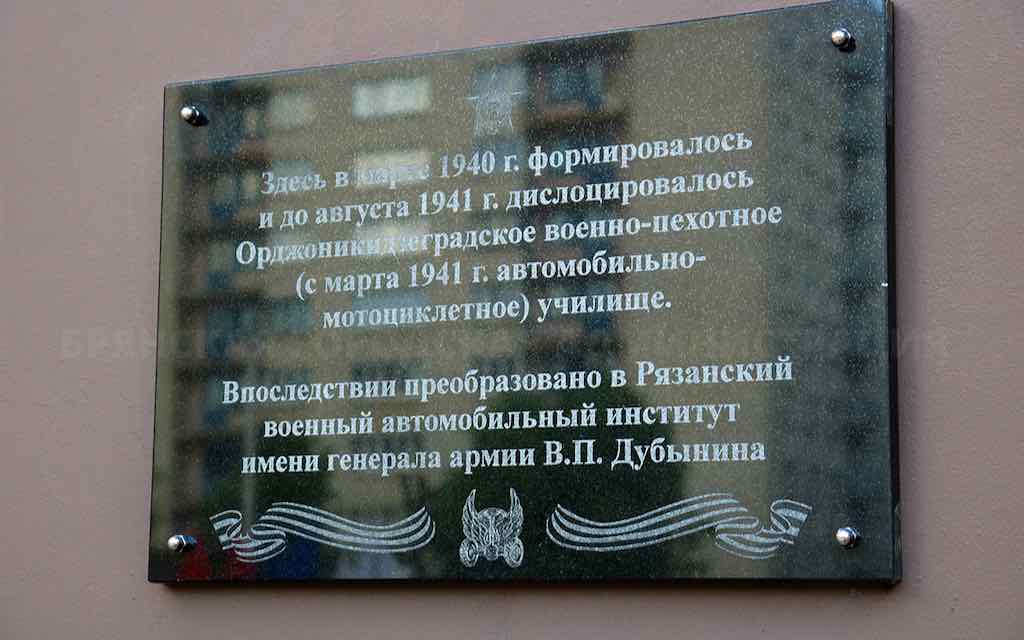 Здесь в марте 1940 г. формировалось
и до августа 1941 г. дислоцировалось
Орджоникидзеградское военно-пехотное
(с марта 1941 г. автомобильно-
мотоциклетное) училище.
Впоследствии преобразовано в Рязанский
военный автомобильный институт
имени генерала армии В.П. Дубынина